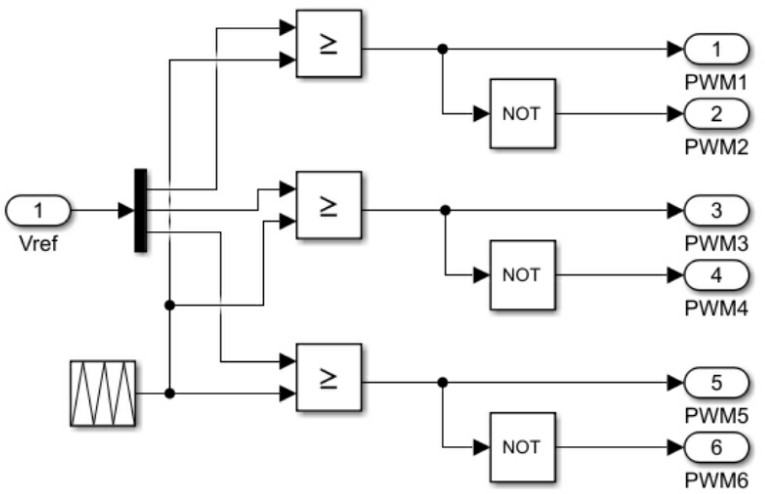 ≥
1
PWM1
NOT
2
PWM2
1
Vref
≥
3
PWM3
NOT
4
PWM4
≥
5
PWM5
NOT
6
PWM6